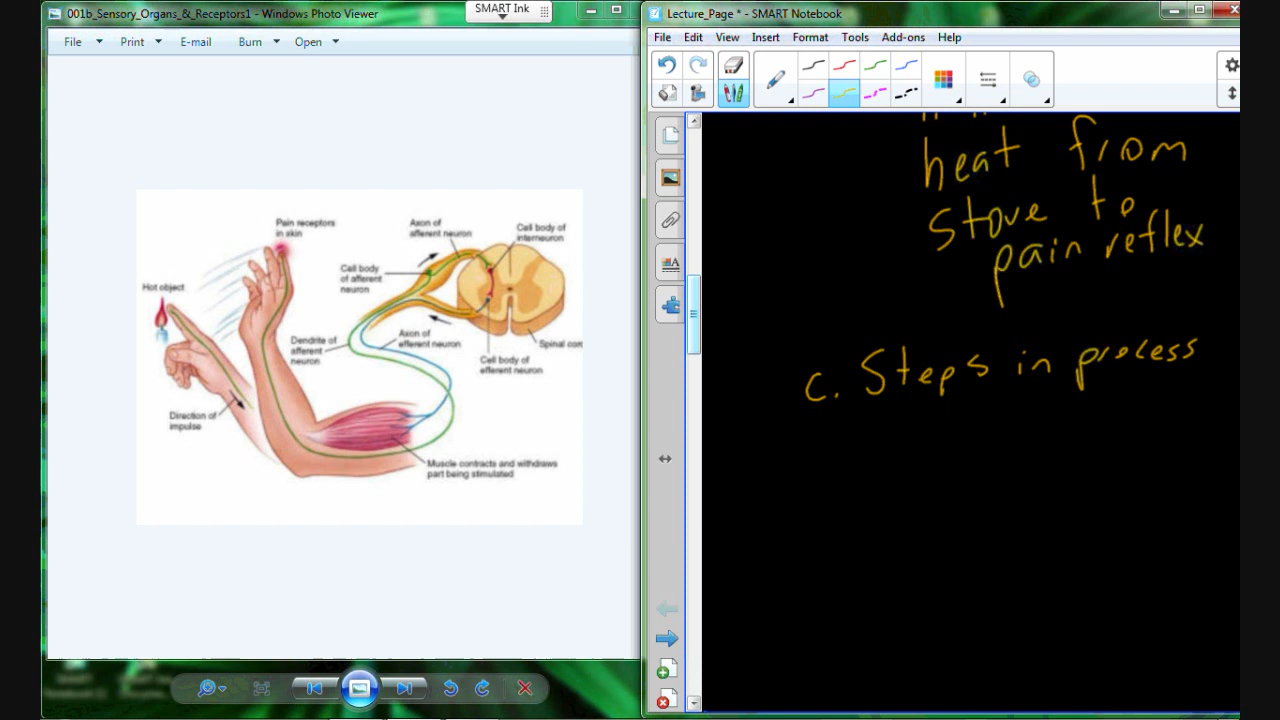 001b_Sensory_Organs_&_Receptors1 - Windows Photo Viewer
SMART Ink
File Print E-mail Burn Open
Pain receptors
in skin
Axon of
afferent neuron
Cell body of
interneuron
Cell body
of afferent
neuron
Hot object
Dendrite of
afferent
neuron
Axon of
efferent neuron
Spinal cor
Cell body of
efferent neuron
Direction of
impulse
Muscle contracts and withdraws
part being stimulated
Lecture_Page * - SMART Notebook
File Edit View Insert Format Tools Add-ons Help
heat from
stove to
pain reflex
c. Steps in process